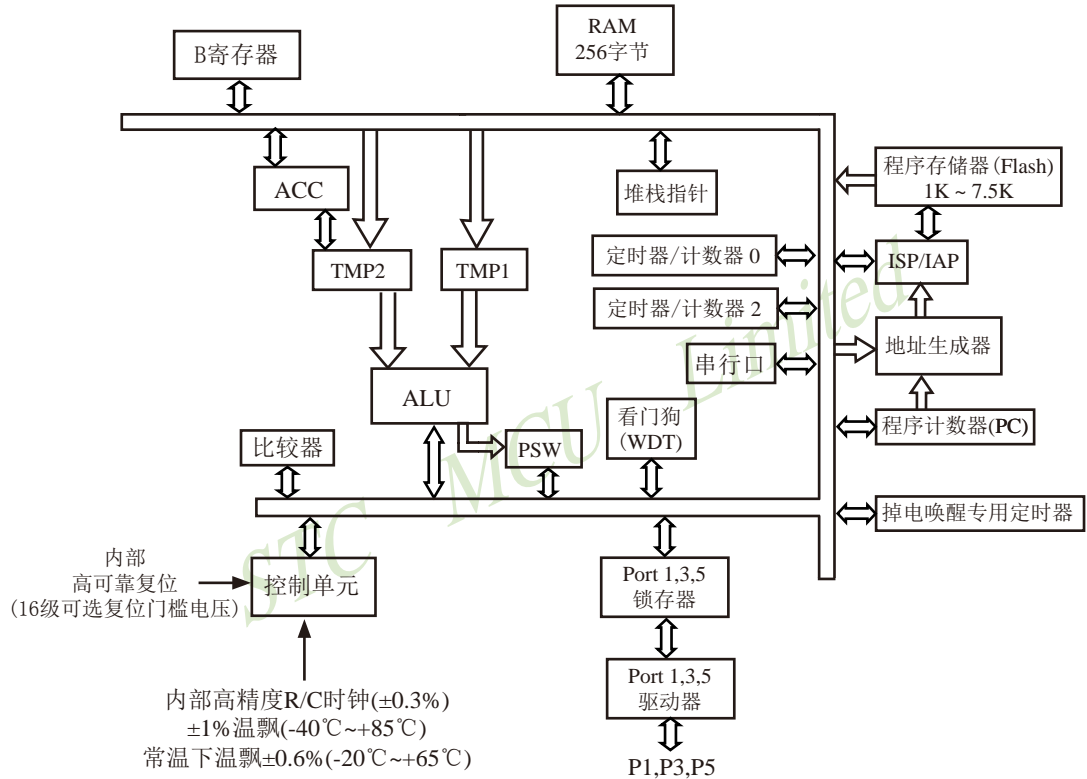 B寄存器
RAM
256字节
ACC
堆栈指针
程序存储器(Flash)
1K ~ 7.5K
TMP2
TMP1
定时器/计数器 0
ISP/IAP
定时器/计数器 2
地址生成器
串行口
ALU
看门狗
(WDT)
程序计数器(PC)
比较器
PSW
掉电唤醒专用定时器
内部
高可靠复位
(16级可选复位门槛电压)
控制单元
Port 1,3,5
锁存器
Port 1,3,5
驱动器
内部高精度R/C时钟(±0.3%)
±1%温飘(-40℃~+85℃)
常温下温飘±0.6%(-20℃~+65℃)
P1,P3,P5
STC MCU Limited